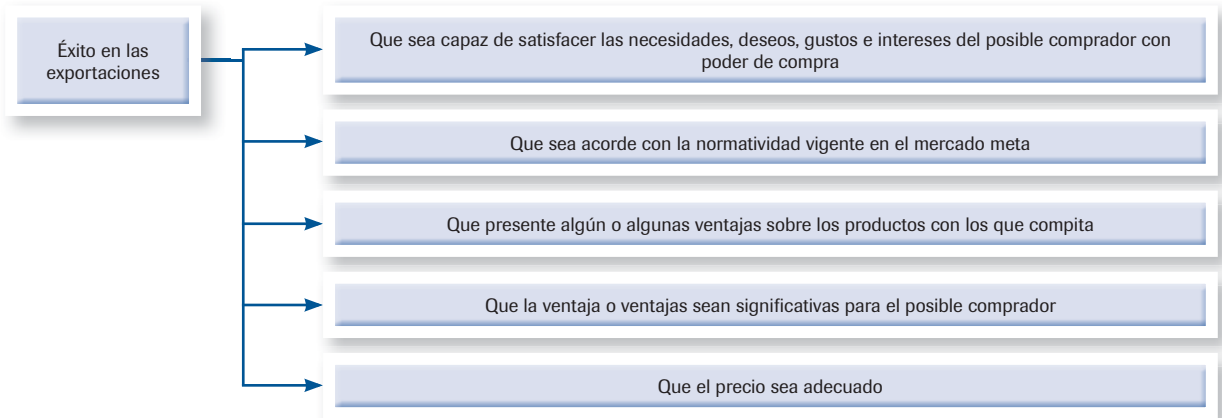 Éxito en las
exportaciones
Que sea capaz de satisfacer las necesidades, deseos, gustos e intereses del posible comprador con
poder de compra
Que sea acorde con la normatividad vigente en el mercado meta
Que presente algún o algunas ventajas sobre los productos con los que compita
Que la ventaja o ventajas sean significativas para el posible comprador
Que el precio sea adecuado